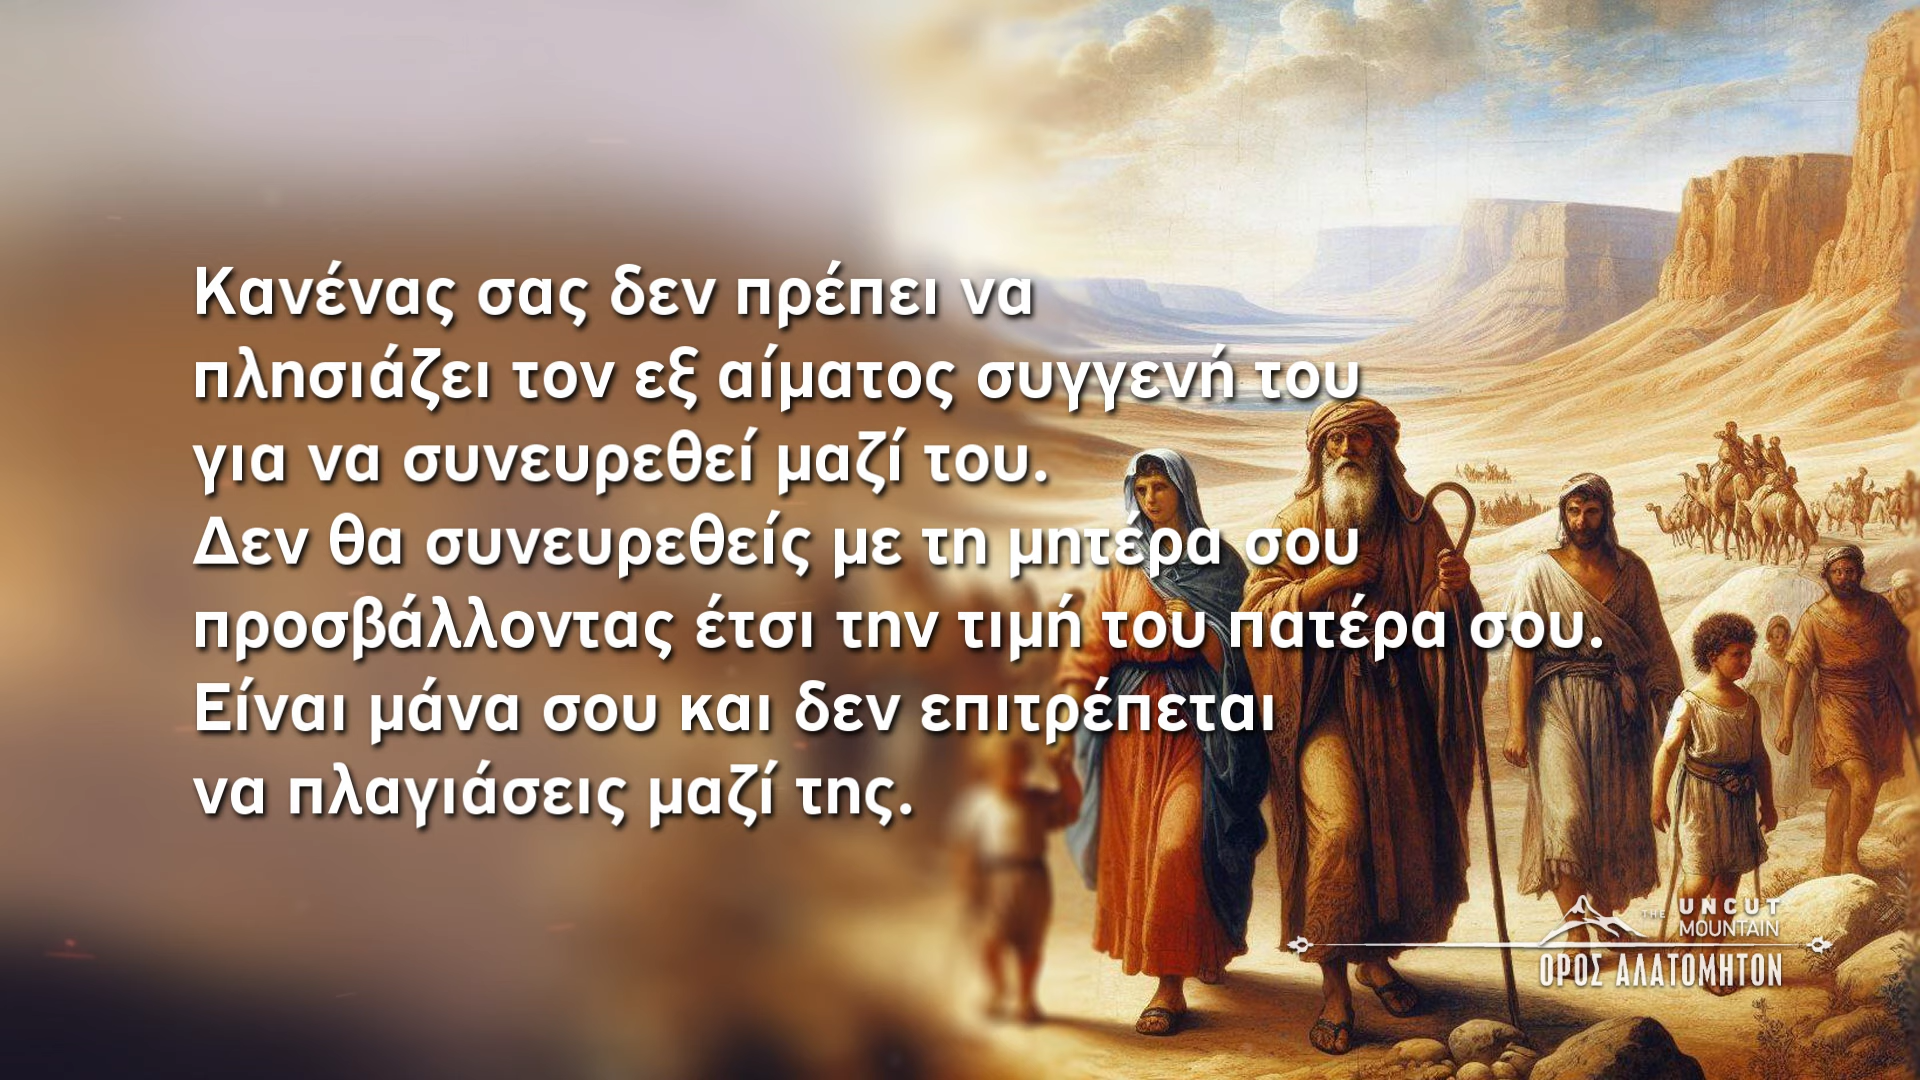 Κανένας σας δεν πρέπει να
πλησιάζει τον εξ αίματος συγγενή του
για να συνευρεθεί μαζί του.
Δεν θα συνευρεθείς με τη μητέρα σου
προσβάλλοντας έτσι την τιμή του πατέρα σου.
Είναι μάνα σου και δεν επιτρέπεται
να πλαγιάσεις μαζί της.
THE UNCUT
MOUNTAIN
ΟΡΟΣ ΑΛΑΤΟΜΗΤΟΝ